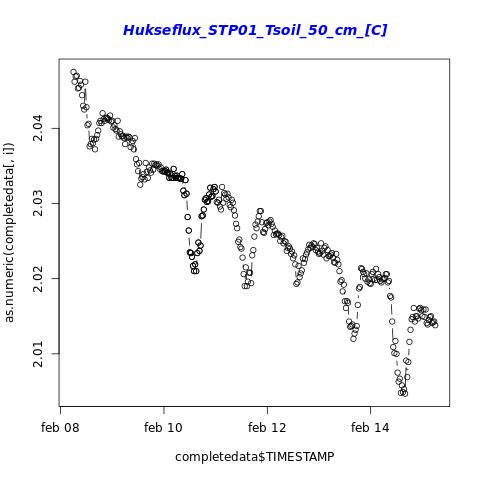 Hukseflux_STP01_Tsoil_50_cm_[C]
as.numeric(completedata[, i])
2.04
2.03
2.02
2.01
feb 08
feb 10
feb 12
feb 14
completedata$TIMESTAMP